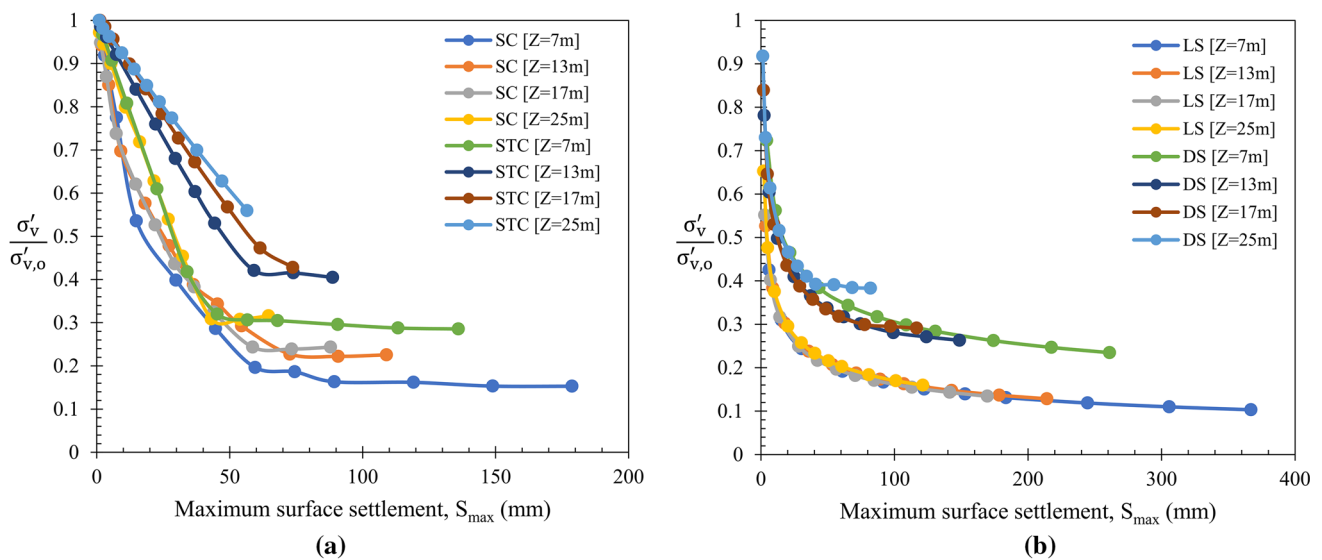 1
0.9
0.8
0.7
0.6
0.5
0.4
0.3
0.2
0.1
0
σ′v
σ′v,o
0 50 100 150 200
Maximum surface settlement, Smax (mm)
SC [Z=7m]
SC [Z=13m]
SC [Z=17m]
SC [Z=25m]
STC [Z=7m]
STC [Z=13m]
STC [Z=17m]
STC [Z=25m]
(a)
1
0.9
0.8
0.7
0.6
0.5
0.4
0.3
0.2
0.1
0
σ′v
σ′v,o
0 100 200 300 400
Maximum surface settlement, Smax (mm)
LS [Z=7m]
LS [Z=13m]
LS [Z=17m]
LS [Z=25m]
DS [Z=7m]
DS [Z=13m]
DS [Z=17m]
DS [Z=25m]
(b)